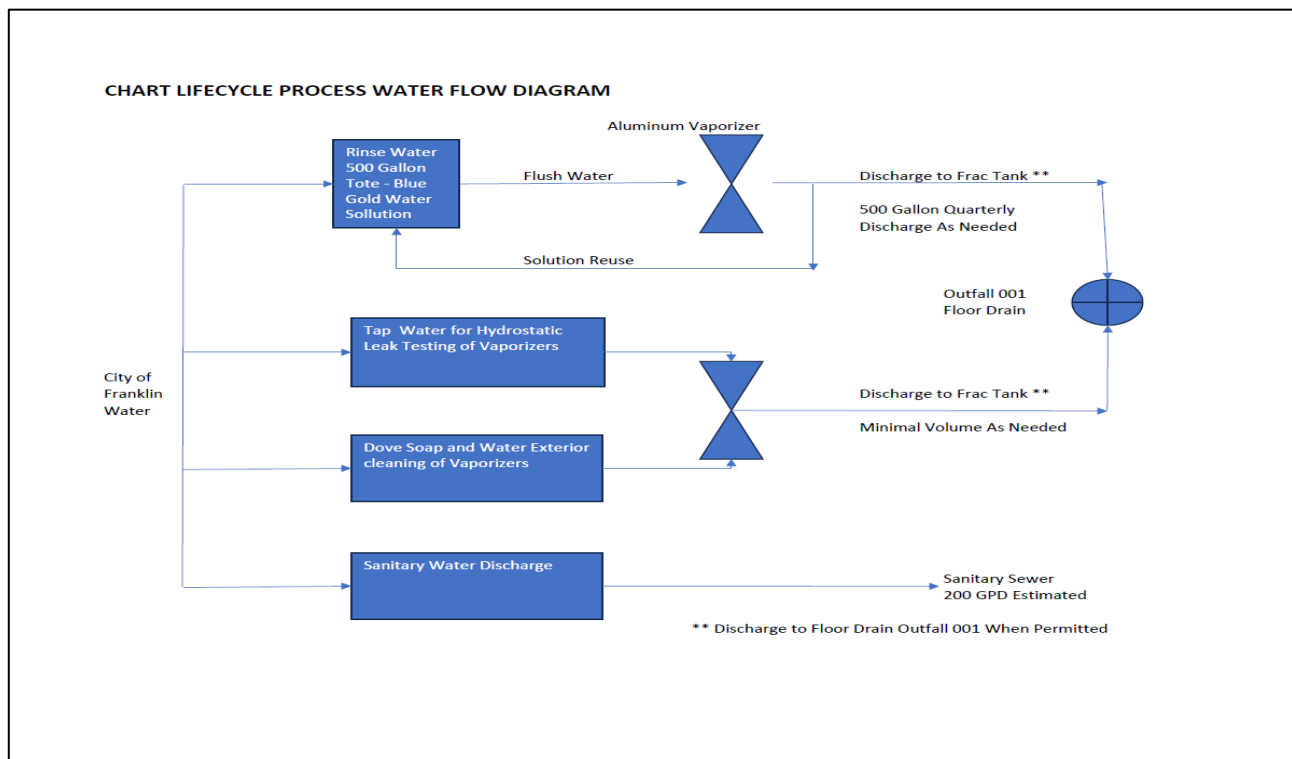 CHART LIFECYCLE PROCESS WATER FLOW DIAGRAM
Aluminum Vaporizer
Rinse Water
500 Gallon
Tote - Blue
Gold Water
Sollution
Flush Water
Discharge to Frac Tank **
500 Gallon Quarterly
Discharge As Needed
Solution Reuse
Outfall 001
Floor Drain
Tap Water for Hydrostatic
Leak Testing of Vaporizers
City of
Franklin
Water
Discharge to Frac Tank **
Minimal Volume As Needed
Dove Soap and Water Exterior
cleaning of Vaporizers
Sanitary Water Discharge
Sanitary Sewer
200 GPD Estimated
** Discharge to Floor Drain Outfall 001 When Permitted